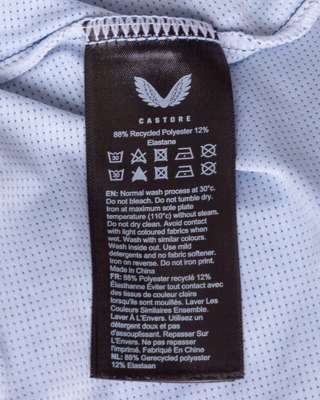 CASTORE
88% Recycled Polyester 12%
Elastane
EN: Normal wash process at 30°c.
Do not bleach. Do not tumble dry.
Iron at maximum sole plate
temperature (110°c) without steam.
Do not dry clean. Avoid contact
with light coloured fabrics when
wet. Wash with similar colours.
Wash inside out. Use mild
detergents and no fabric softener.
Iron on reverse. Do not iron print.
Made in China
FR: 88% Polyester recyclé 12%
Élasthanne Éviter tout contact avec
des tissus de couleur claire
lorsqu'ils sont mouillés. Laver Les
Couleurs Similaires Ensemble.
Laver À L'Envers. Utilisez un
détergent doux et pas
d'assouplissant. Repasser Sur
L'Envers. Ne pas repasser
l'imprimé. Fabriqué En China
NL: 88% Gerecycled polyester
12% Elastaan